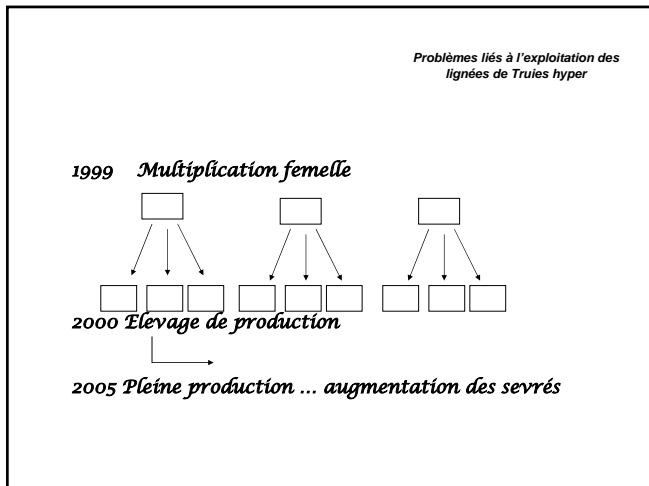 Problèmes liés à l'exploitation des
lignées de Truies hyper
1999 Multiplication femelle
2000 Elevage de production
2005 Pleine production ... augmentation des sevrés